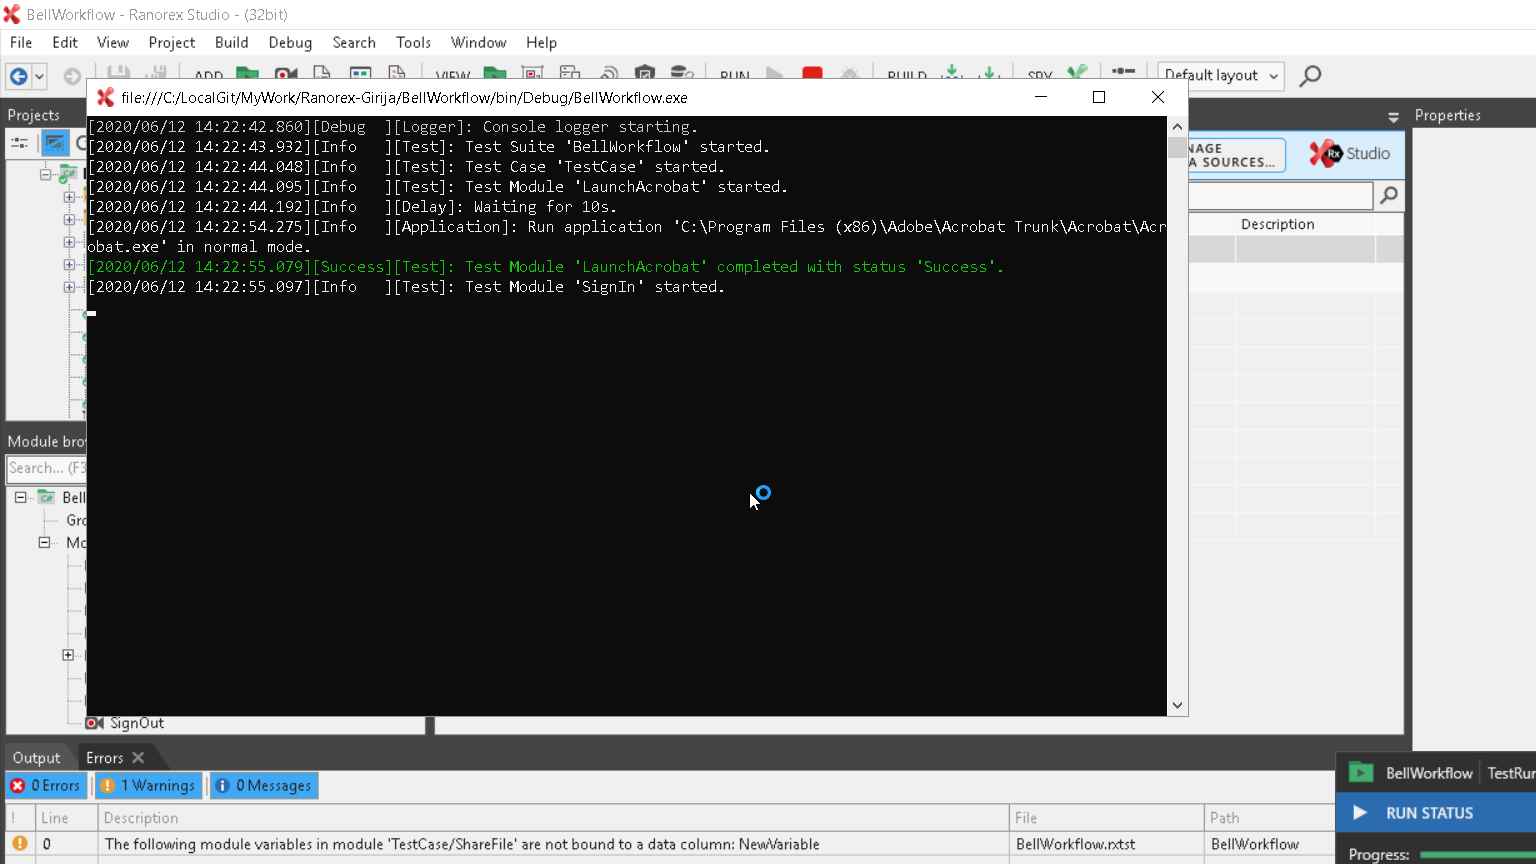 BellWorkflow - Ranorex Studio - (32bit)
File Edit View Project Build Debug Search Tools Window Help
ADD VIEW RUN BUILD SPY Default layout
file:///C:/LocalGit/MyWork/Ranorex-Girija/BellWorkflow/bin/Debug/BellWorkflow.exe
Projects
Properties
[2020/06/12 14:22:42.860][Debug ][Logger]: Console logger starting.
[2020/06/12 14:22:43.932][Info ][Test]: Test Suite 'BellWorkflow' started.
[2020/06/12 14:22:44.048][Info ][Test]: Test Case 'TestCase' started.
[2020/06/12 14:22:44.095][Info ][Test]: Test Module 'LaunchAcrobat' started.
[2020/06/12 14:22:44.192][Info ][Delay]: Waiting for 10s.
[2020/06/12 14:22:54.275][Info ][Application]: Run application 'C:\Program Files (x86)\Adobe\Acrobat Trunk\Acrobat\Acr
obat.exe' in normal mode.
[2020/06/12 14:22:55.079][Success][Test]: Test Module 'LaunchAcrobat' completed with status 'Success'.
[2020/06/12 14:22:55.097][Info ][Test]: Test Module 'SignIn' started.
NAGE
A SOURCES...
Rx Studio
Description
Module bro
Search... (F3
Bell
Gro
Mo
SignOut
Output Errors
0 Errors 1 Warnings 0 Messages
! Line Description File Path
0 The following module variables in module 'TestCase/ShareFile' are not bound to a data column: NewVariable BellWorkflow.rxtst BellWorkflow
BellWorkflow TestRun
RUN STATUS
Progress: